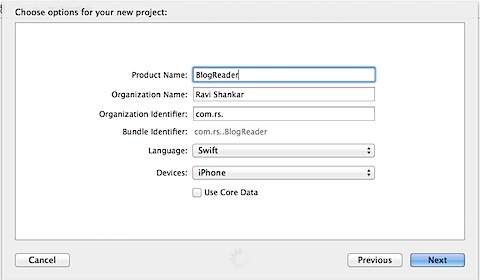 Choose options for your new project:
Product Name: BlogReader
Organization Name: Ravi Shankar
Organization Identifier: com.rs.
Bundle Identifier: com.rs..BlogReader
Language: Swift
Devices: iPhone
Use Core Data
Cancel Previous Next